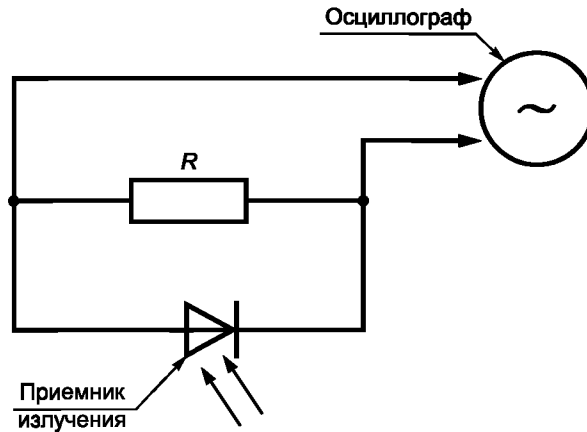 Осциллограф
R
Приемник
излучения